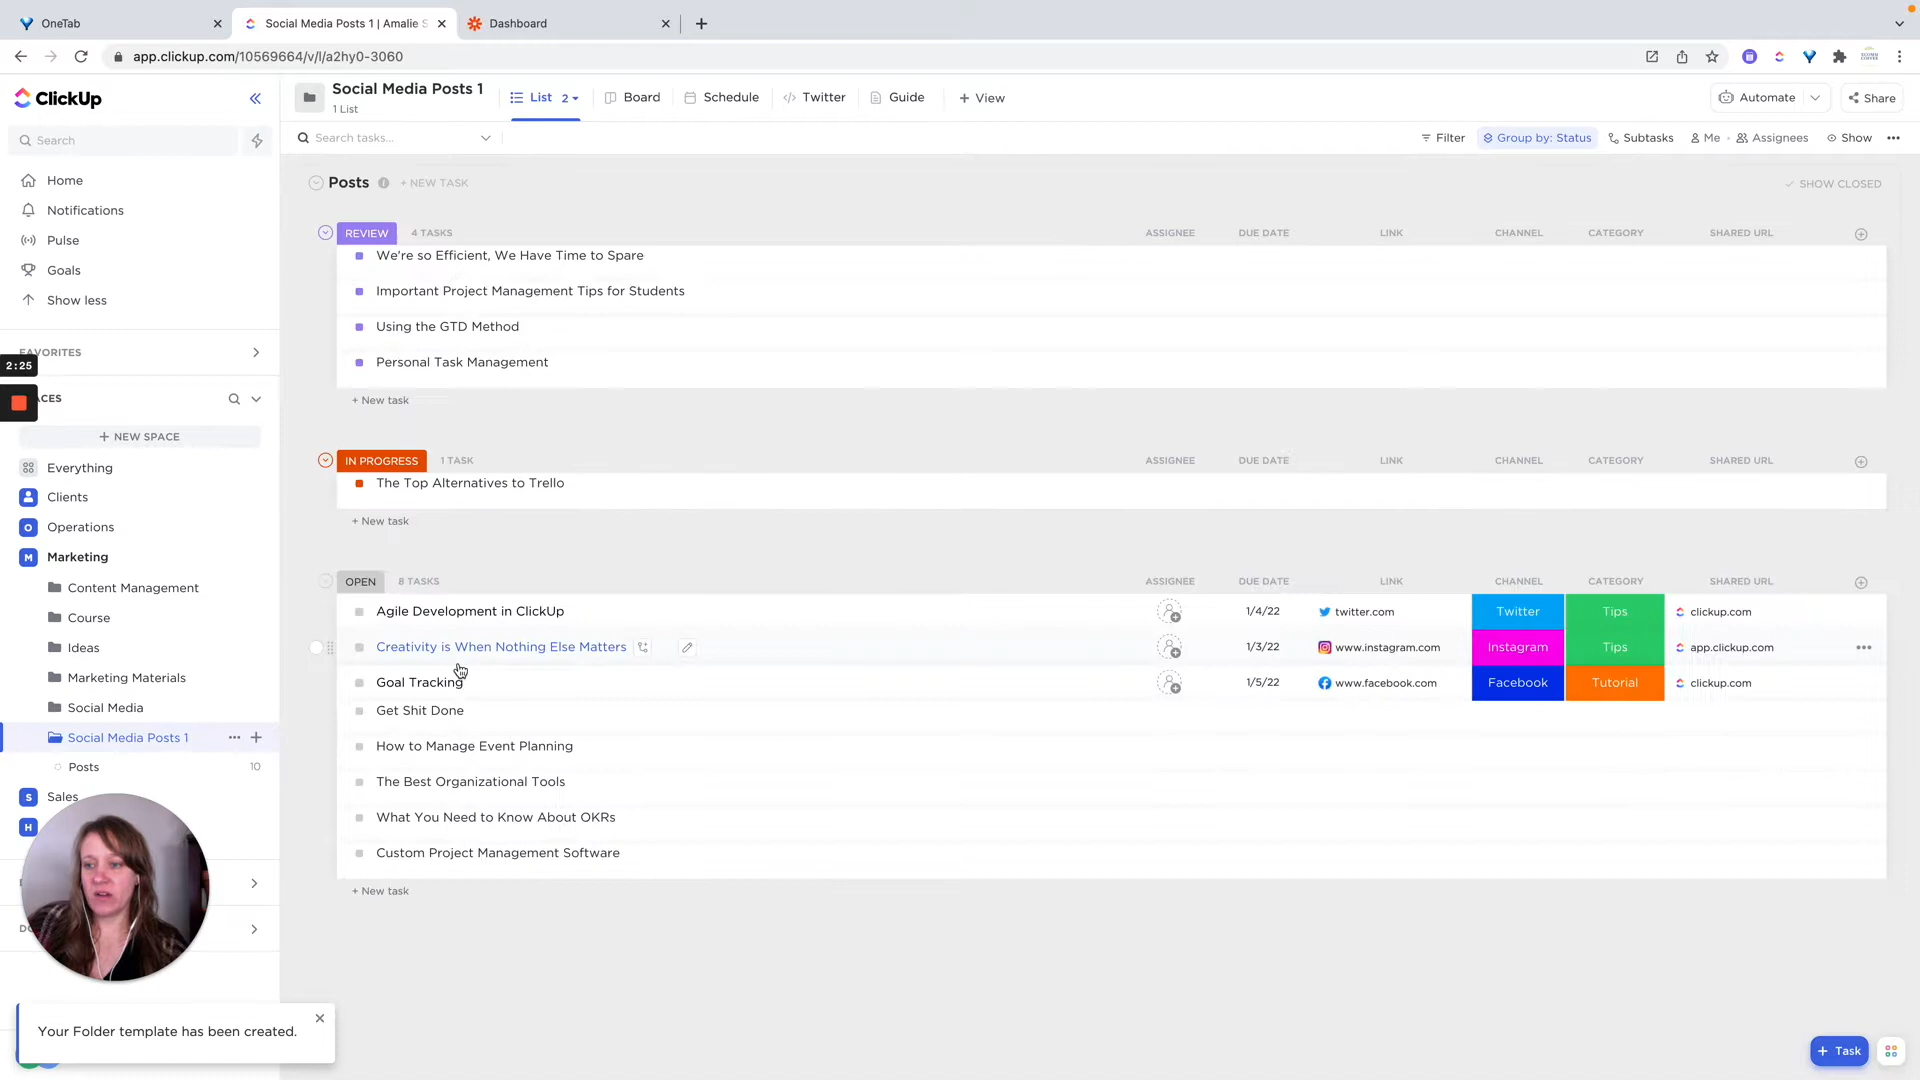 OneTab
Social Media Posts 1 | Amalie S
Dashboard
app.clickup.com/10569664/v/l/a2hy0-3060
ClickUp
Social Media Posts 1
1 List
List 2
Board
Schedule
Twitter
Guide
+ View
Automate
Share
Search
Search tasks...
Filter
Group by: Status
Subtasks
Me
Assignees
Show
Home
Notifications
Pulse
Goals
Show less
FAVORITES
2:25
ACES
+ NEW SPACE
Everything
Clients
O Operations
M Marketing
Content Management
Course
Ideas
Marketing Materials
Social Media
Social Media Posts 1
Posts 10
S Sales
H
Posts
+ NEW TASK
SHOW CLOSED
REVIEW 4 TASKS ASSIGNEE DUE DATE LINK CHANNEL CATEGORY SHARED URL
We're so Efficient, We Have Time to Spare
Important Project Management Tips for Students
Using the GTD Method
Personal Task Management
+ New task
IN PROGRESS 1 TASK ASSIGNEE DUE DATE LINK CHANNEL CATEGORY SHARED URL
The Top Alternatives to Trello
+ New task
OPEN 8 TASKS ASSIGNEE DUE DATE LINK CHANNEL CATEGORY SHARED URL
Agile Development in ClickUp 1/4/22 twitter.com Twitter Tips clickup.com
Creativity is When Nothing Else Matters 1/3/22 www.instagram.com Instagram Tips app.clickup.com
Goal Tracking 1/5/22 www.facebook.com Facebook Tutorial clickup.com
Get Shit Done
How to Manage Event Planning
The Best Organizational Tools
What You Need to Know About OKRs
Custom Project Management Software
+ New task
Your Folder template has been created.
+ Task